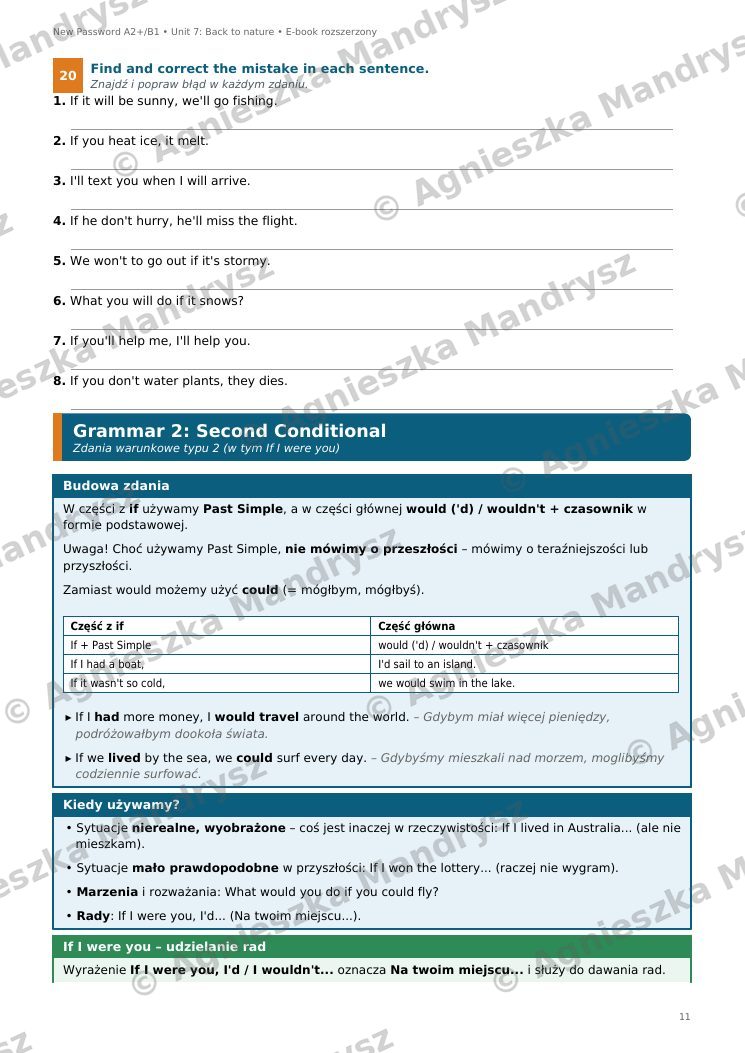 New Password A2+/B1 • Unit 7: Back to nature • E-book rozszerzony
20
Find and correct the mistake in each sentence.
Znajdź i popraw błąd w każdym zdaniu.
1. If it will be sunny, we'll go fishing.
2. If you heat ice, it melt.
3. I'll text you when I will arrive.
4. If he don't hurry, he'll miss the flight.
5. We won't to go out if it's stormy.
6. What you will do if it snows?
7. If you'll help me, I'll help you.
8. If you don't water plants, they dies.
Grammar 2: Second Conditional
Zdania warunkowe typu 2 (w tym If I were you)
Budowa zdania
W części z if używamy Past Simple, a w części głównej would ('d) / wouldn't + czasownik w
formie podstawowej.
Uwaga! Choć używamy Past Simple, nie mówimy o przeszłości – mówimy o teraźniejszości lub
przyszłości.
Zamiast would możemy użyć could (= mógłbym, mógłbyś).
Część z if Część główna
If + Past Simple would ('d) / wouldn't + czasownik
If I had a boat, I'd sail to an island.
If it wasn't so cold, we would swim in the lake.
▸ If I had more money, I would travel around the world. – Gdybym miał więcej pieniędzy,
podróżowałbym dookoła świata.
▸ If we lived by the sea, we could surf every day. – Gdybyśmy mieszkali nad morzem, moglibyśmy
codziennie surfować.
Kiedy używamy?
• Sytuacje nierealne, wyobrażone – coś jest inaczej w rzeczywistości: If I lived in Australia... (ale nie
mieszkam).
• Sytuacje mało prawdopodobne w przyszłości: If I won the lottery... (raczej nie wygram).
• Marzenia i rozważania: What would you do if you could fly?
• Rady: If I were you, I'd... (Na twoim miejscu...).
If I were you – udzielanie rad
Wyrażenie If I were you, I'd / I wouldn't... oznacza Na twoim miejscu... i służy do dawania rad.
11
© Agnieszka Mandrysz